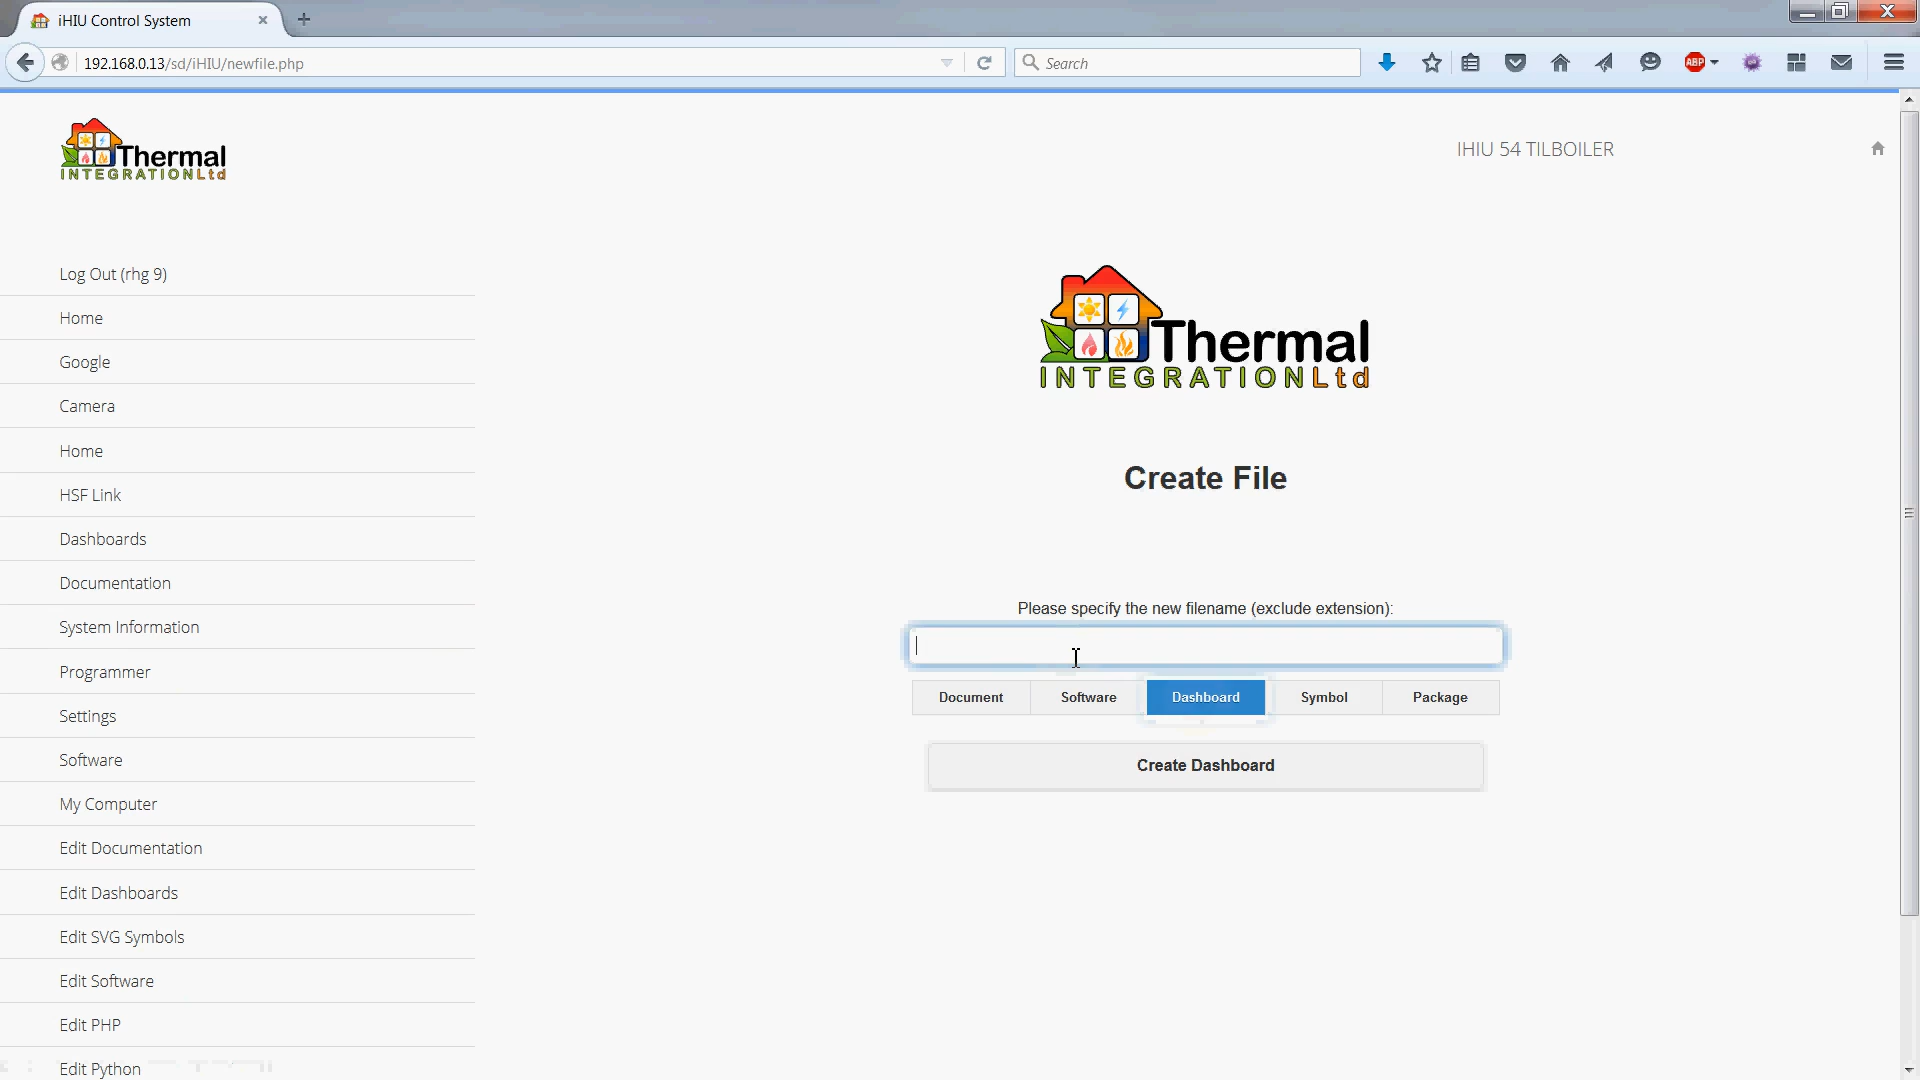 iHIU Control System
192.168.0.13/sd/iHIU/newfile.php
Search
ABP
Thermal
INTEGRATIONLtd
IHIU 54 TILBOILER
Log Out (rhg 9)
Home
Google
Camera
Home
HSF Link
Dashboards
Documentation
System Information
Programmer
Settings
Software
My Computer
Edit Documentation
Edit Dashboards
Edit SVG Symbols
Edit Software
Edit PHP
Edit Python
Thermal
INTEGRATIONLtd
Create File
Please specify the new filename (exclude extension):
Document Software Dashboard Symbol Package
Create Dashboard